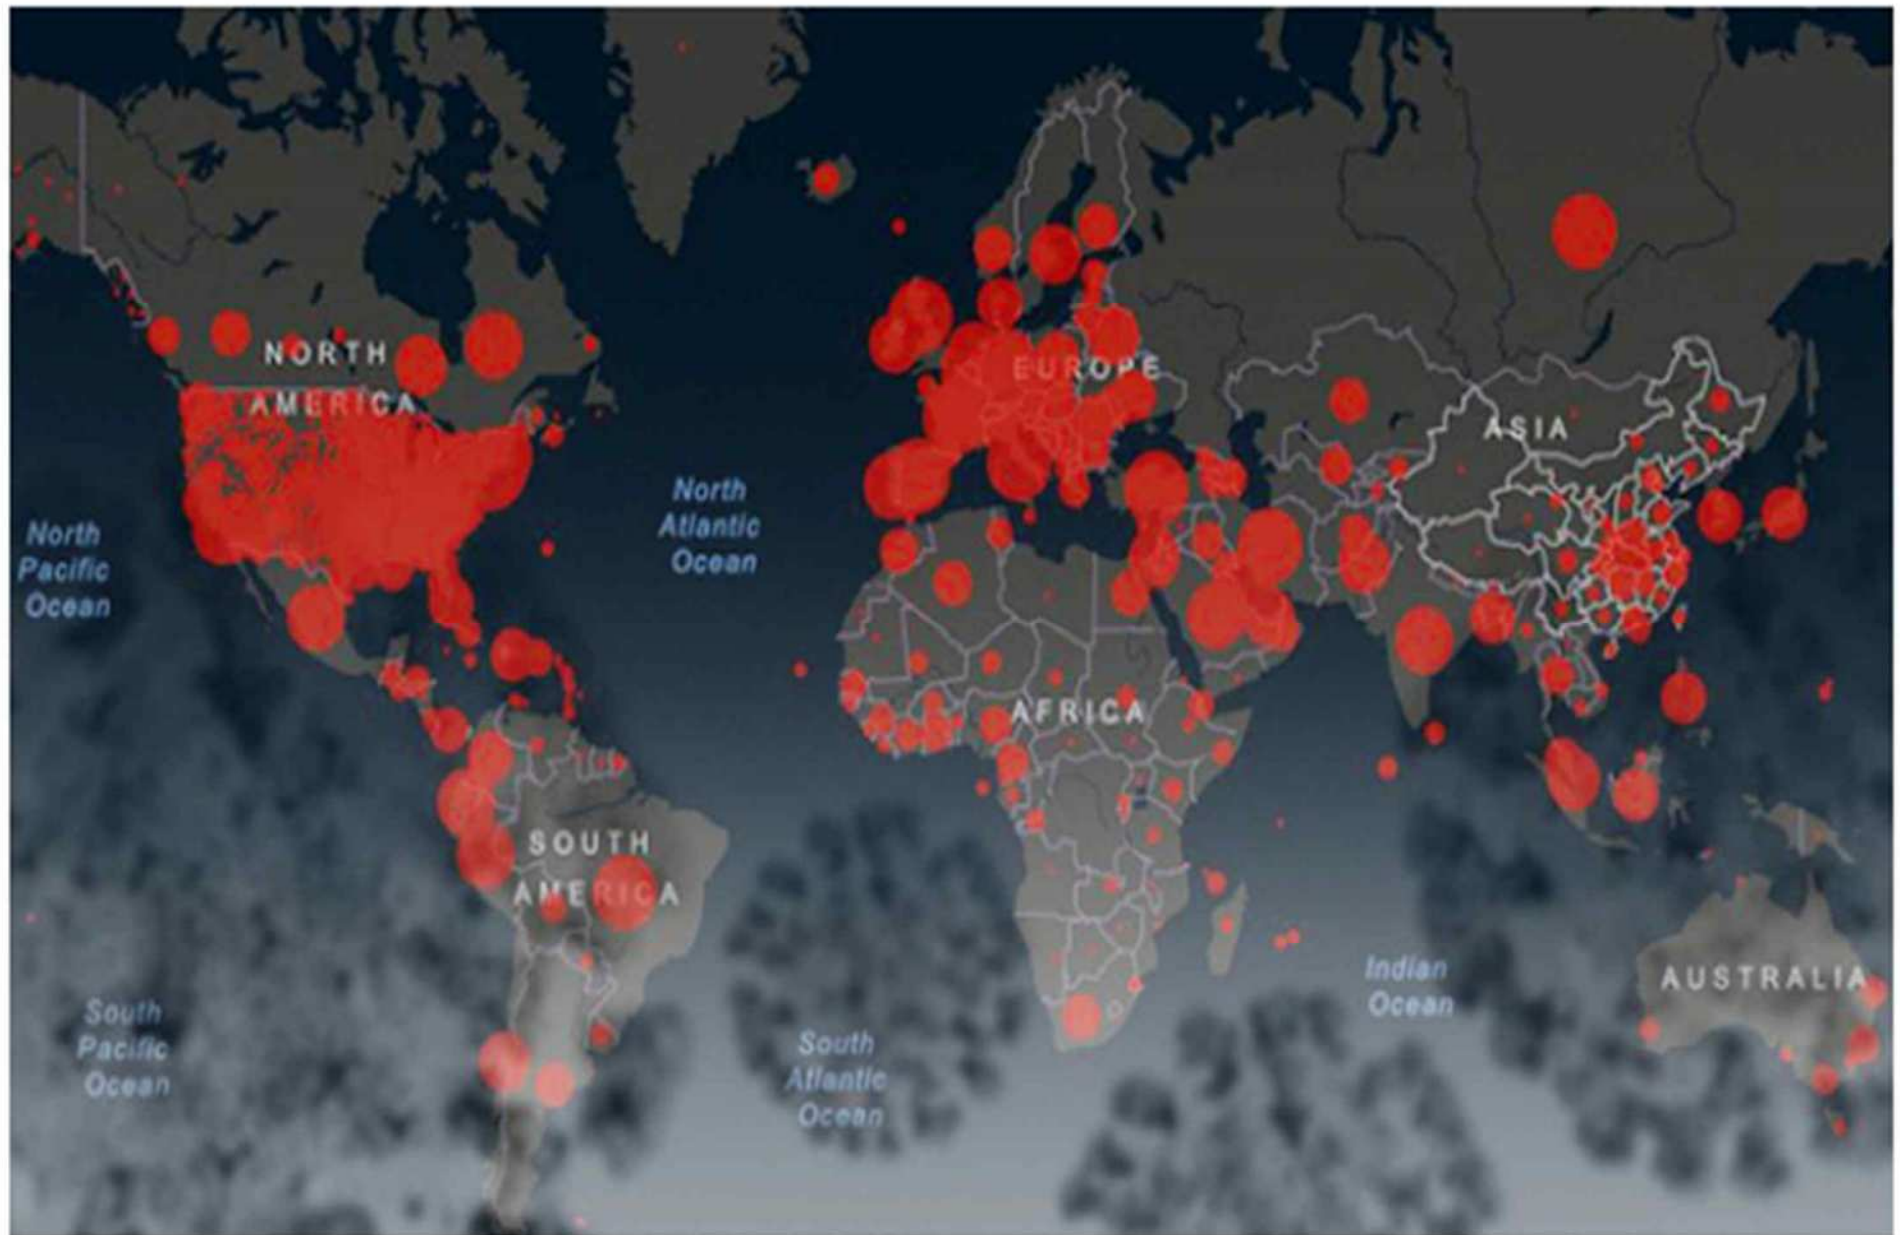 NORTH
AMERICA
EUROPE
ASIA
North
Atlantic
Ocean
North
Pacific
Ocean
AFRICA
SOUTH
AMERICA
Indian
Ocean
AUSTRALIA
South
Pacific
Ocean
South
Atlantic
Ocean